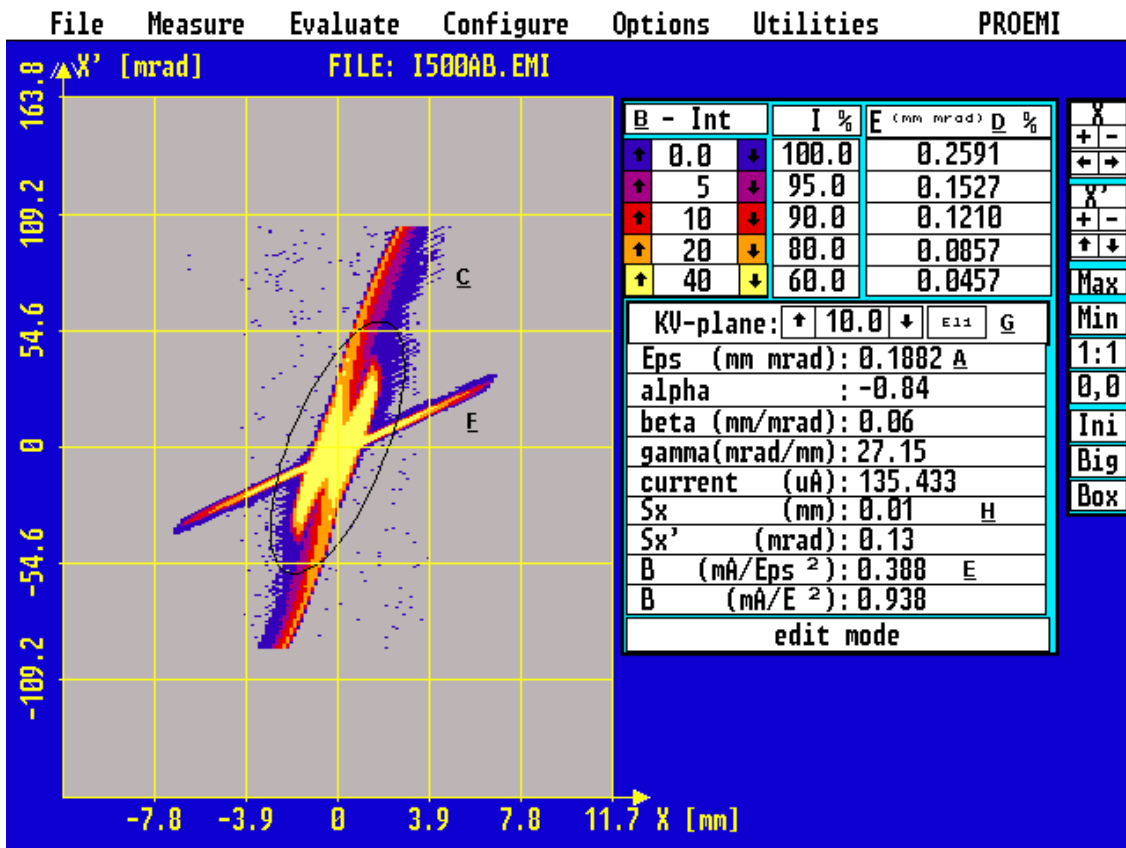 File Measure Evaluate Configure Options Utilities PROEMI
X' [mrad] FILE: I500AB.EMI
163.8
109.2
54.6
0
-54.6
-109.2
-7.8 -3.9 0 3.9 7.8 11.7 X [mm]
C
F
B - Int I % E (mm mrad) D %
0.0 100.0 0.2591
5 95.0 0.1527
10 90.0 0.1210
20 80.0 0.0857
40 60.0 0.0457
KV-plane: 10.0 Eli G
Eps (mm mrad): 0.1882 A
alpha : -0.84
beta (mm/mrad): 0.06
gamma(mrad/mm): 27.15
current (uA): 135.433
Sx (mm): 0.01 H
Sx' (mrad): 0.13
B (mA/Eps ²): 0.388 E
B (mA/E ²): 0.938
edit mode
X
+ -
X'
+ -
Max
Min
1:1
0,0
Ini
Big
Box